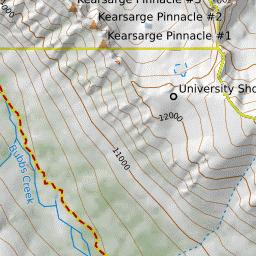 Kearsarge Pinnacle #3
Kearsarge Pinnacle #2
Kearsarge Pinnacle #1
University Sho
12000
11000
Bubbs Creek